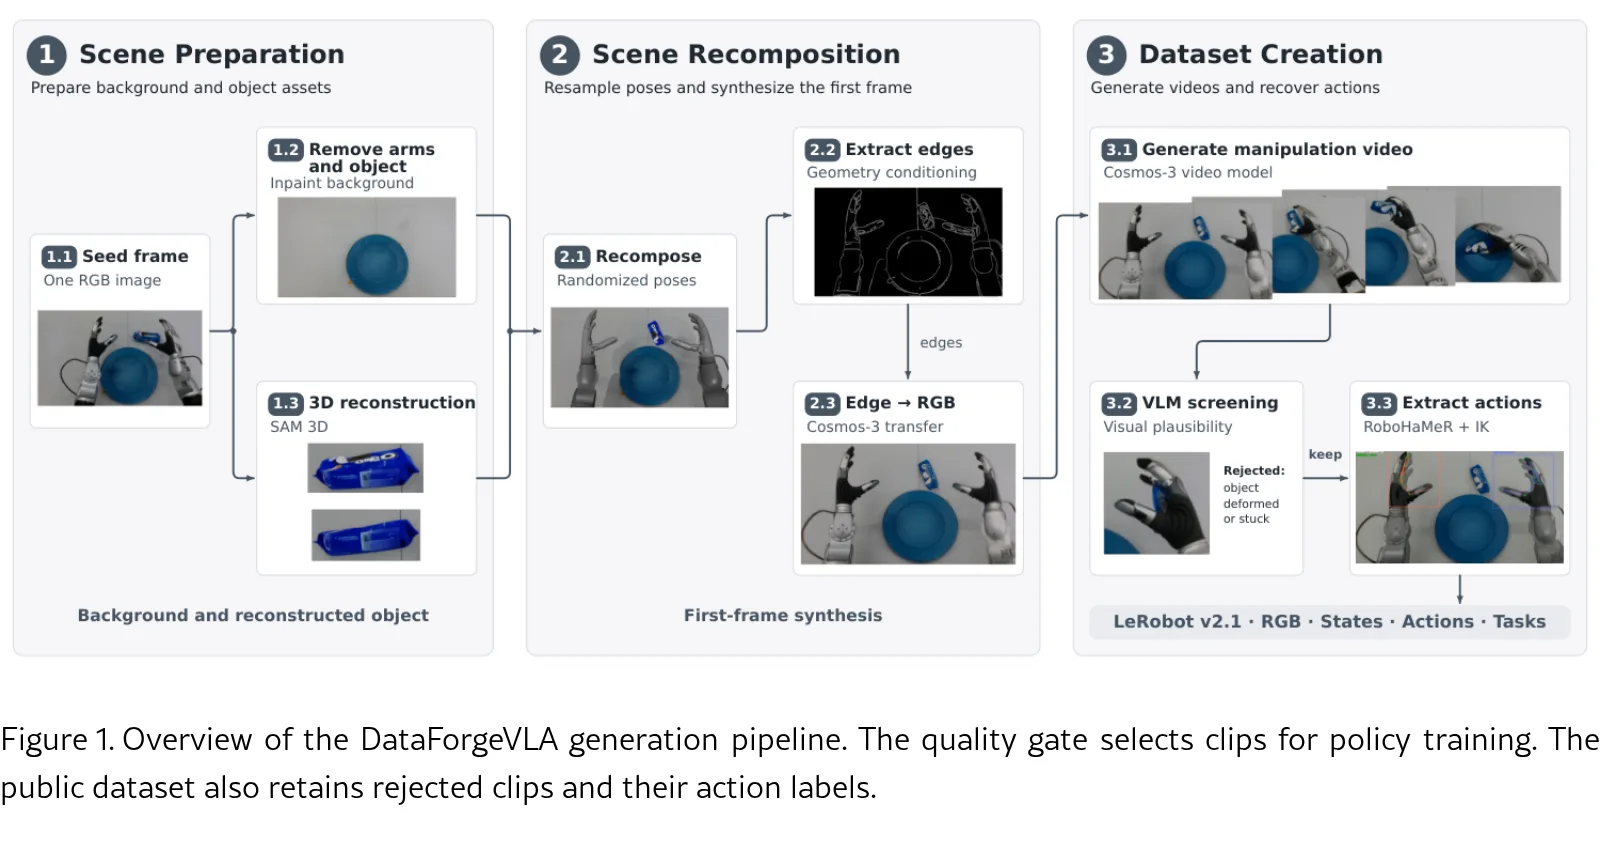 1 Scene Preparation
Prepare background and object assets
1.1 Seed frame
One RGB image
1.2 Remove arms
and object
Inpaint background
1.3 3D reconstruction
SAM 3D
Background and reconstructed object
2 Scene Recomposition
Resample poses and synthesize the first frame
2.1 Recompose
Randomized poses
2.2 Extract edges
Geometry conditioning
edges
2.3 Edge → RGB
Cosmos-3 transfer
First-frame synthesis
3 Dataset Creation
Generate videos and recover actions
3.1 Generate manipulation video
Cosmos-3 video model
3.2 VLM screening
Visual plausibility
Rejected:
object
deformed
or stuck
keep
3.3 Extract actions
RoboHaMeR + IK
LeRobot v2.1 · RGB · States · Actions · Tasks
Figure 1. Overview of the DataForgeVLA generation pipeline. The quality gate selects clips for policy training. The
public dataset also retains rejected clips and their action labels.